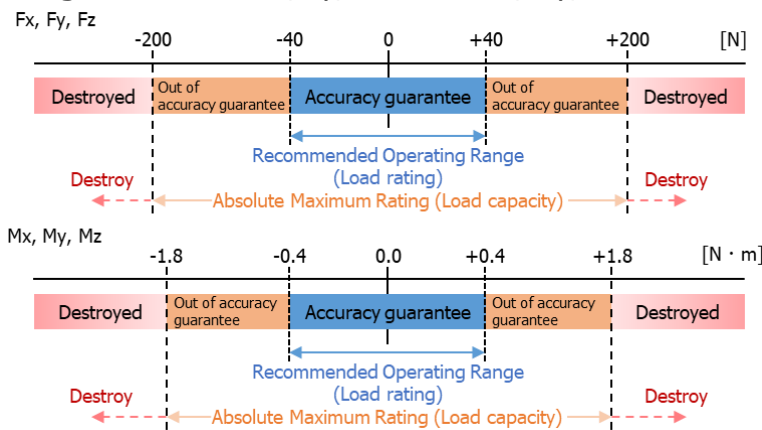 Fx, Fy, Fz
-200 -40 0 +40 +200 [N]
Destroyed Out of accuracy guarantee Accuracy guarantee Out of accuracy guarantee Destroyed
Recommended Operating Range
(Load rating)
Destroy Destroy
Absolute Maximum Rating (Load capacity)
Mx, My, Mz
-1.8 -0.4 0.0 +0.4 +1.8 [N・m]
Destroyed Out of accuracy guarantee Accuracy guarantee Out of accuracy guarantee Destroyed
Recommended Operating Range
(Load rating)
Destroy Destroy
Absolute Maximum Rating (Load capacity)